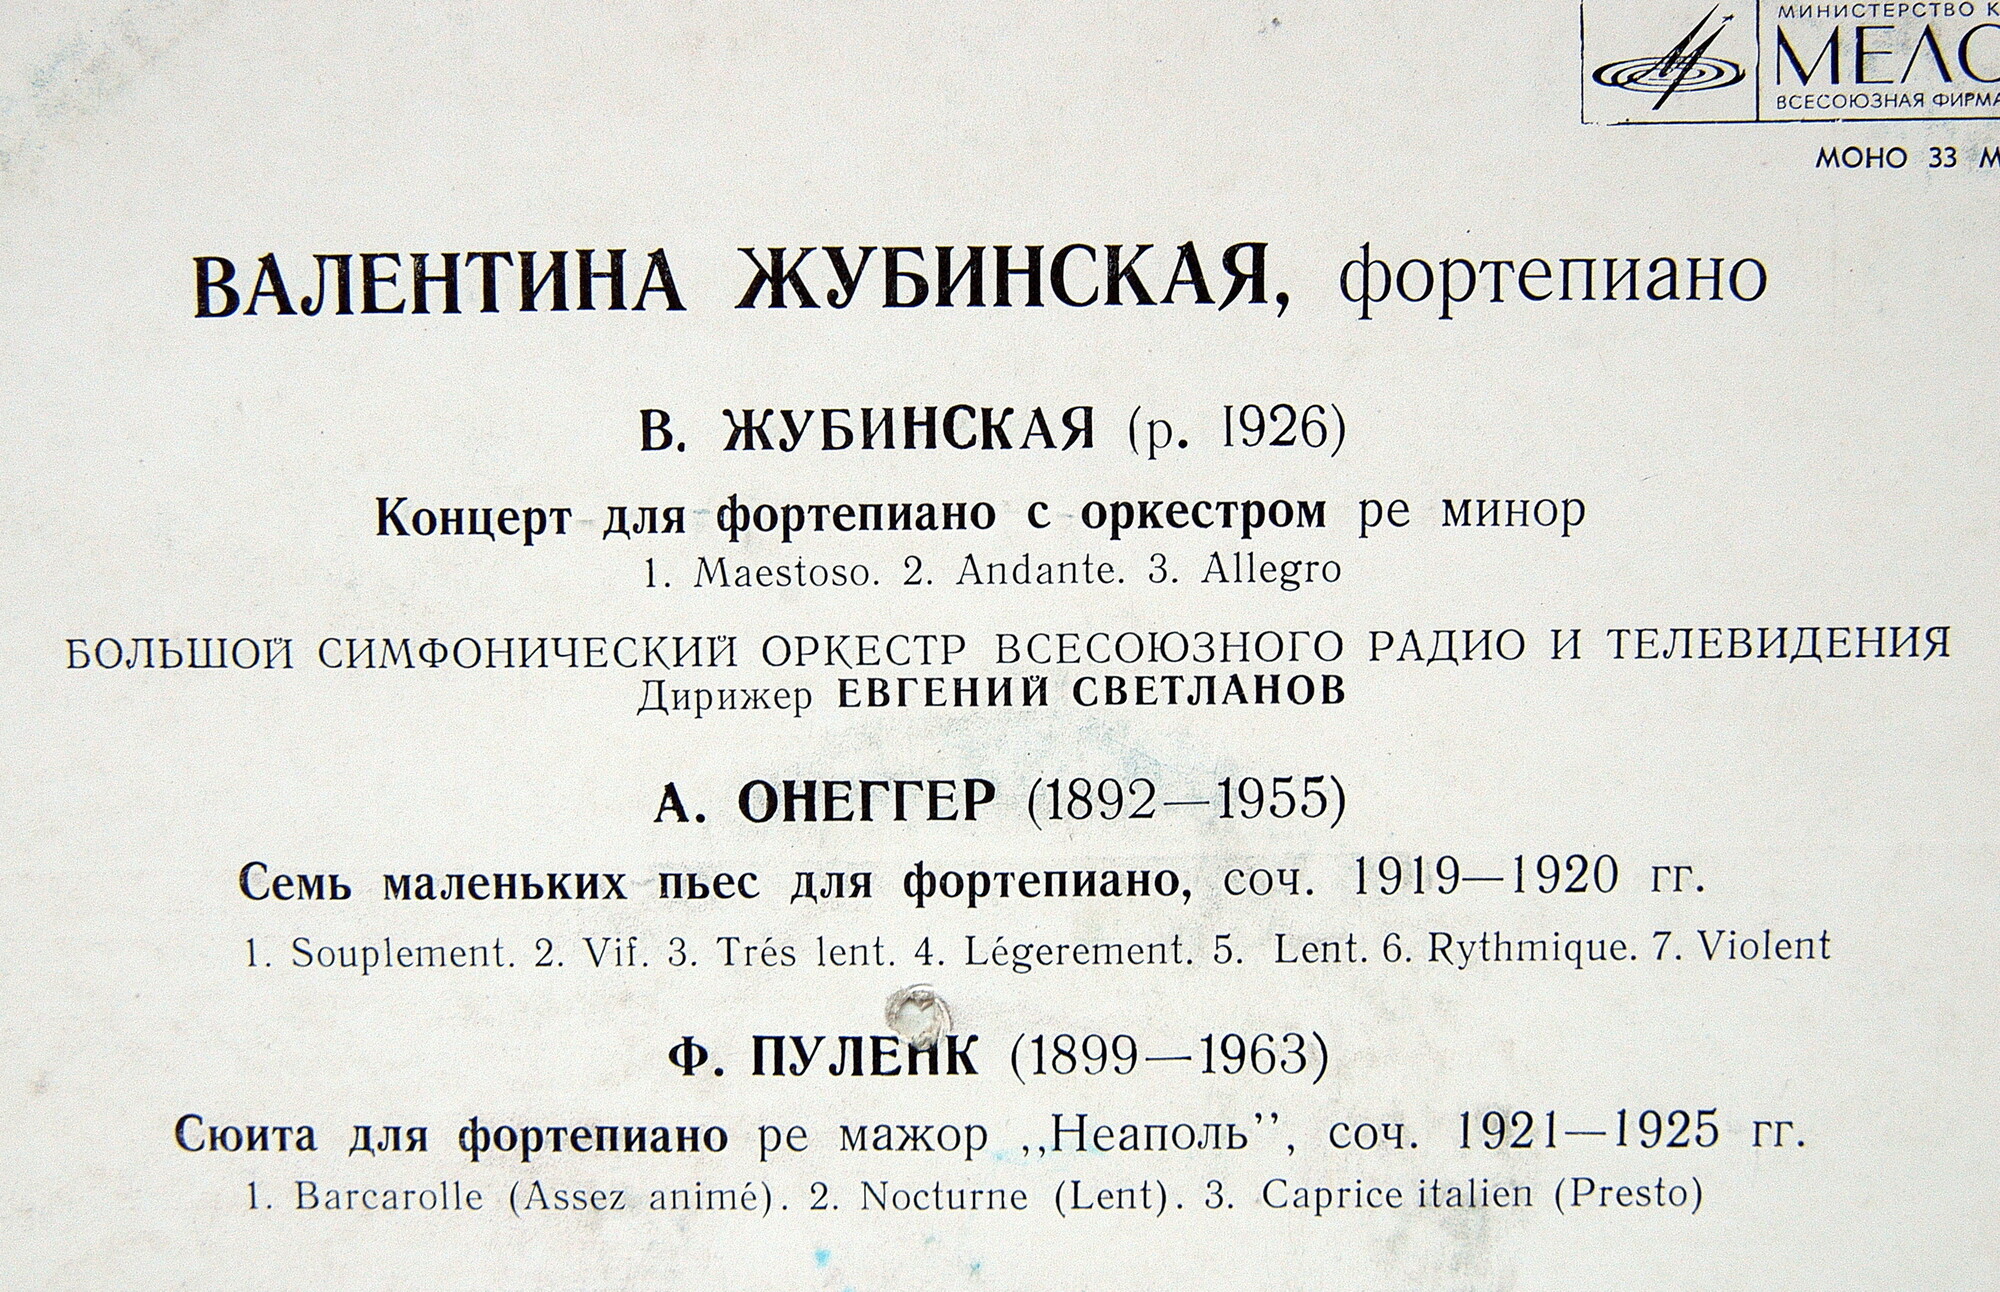 МИНИСТЕРСТВО К
МЕЛО
ВСЕСОЮЗНАЯ ФИРМА
МОНО 33 М
ВАЛЕНТИНА ЖУБИНСКАЯ, фортепиано
В. ЖУБИНСКАЯ (р. I926)
Концерт для фортепиано с оркестром ре минор
1. Maestoso. 2. Andante. 3. Allegro
БОЛЬШОЙ СИМФОНИЧЕСКИЙ ОРКЕСТР ВСЕСОЮЗНОГО РАДИО И ТЕЛЕВИДЕНИЯ
Дирижер ЕВГЕНИЙ СВЕТЛАНОВ
А. ОНЕГГЕР (1892—1955)
Семь маленьких пьес для фортепиано, соч. 1919—1920 гг.
1. Souplement. 2. Vif. 3. Trés lent. 4. Légerement. 5. Lent. 6. Rythmique. 7. Violent
Ф. ПУЛЕНК (1899—1963)
Сюита для фортепиано ре мажор ,,Неаполь’’, соч. 1921—1925 гг.
1. Barcarolle (Assez animé). 2. Nocturne (Lent). 3. Caprice italien (Presto)